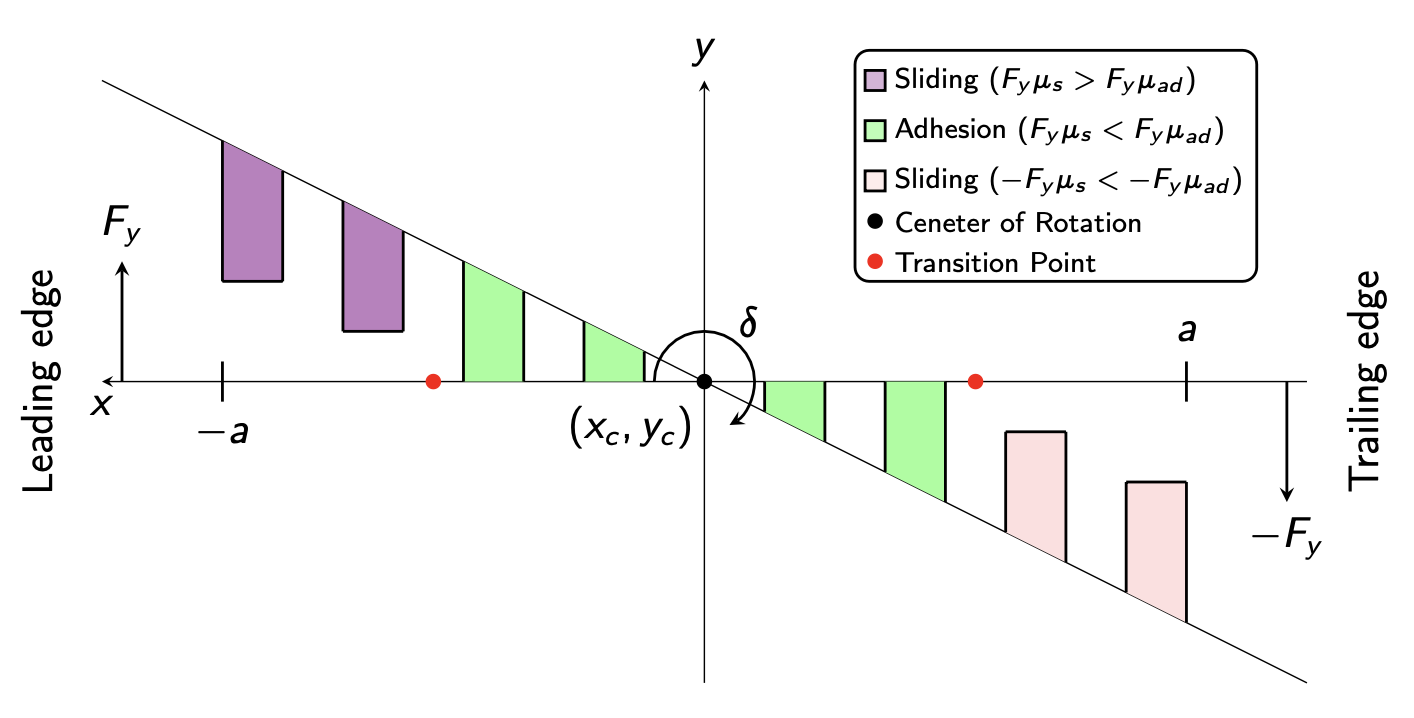 y
Sliding (F_yμ_s > F_yμ_ad)
Adhesion (F_yμ_s < F_yμ_ad)
Sliding (−F_yμ_s < −F_yμ_ad)
Ceneter of Rotation
Transition Point
F_y
Leading edge
x
−a
δ
(x_c, y_c)
a
Trailing edge
−F_y